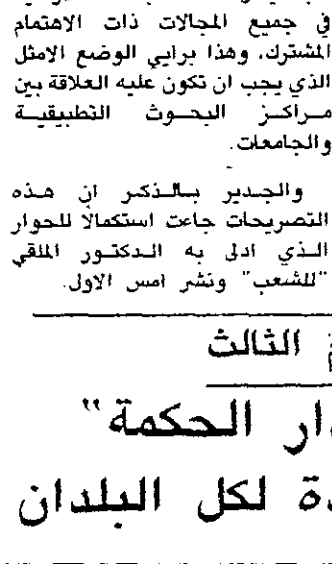 في جميع المجالات ذات الاهتمام
المشترك، وهذا برايي الوضع الامثل
الذي يجب ان تكون عليه العلاقة بين
مراكز البحوث التطبيقية
والجامعات.
والجدير بالذكر ان هذه
التصريحات جاءت استكمالا للحوار
الذي ادلى به الدكتور الملقي
"للشعب" ونشر امس الاول.
الثالث
ار الحكمة"
دة لكل البلدان